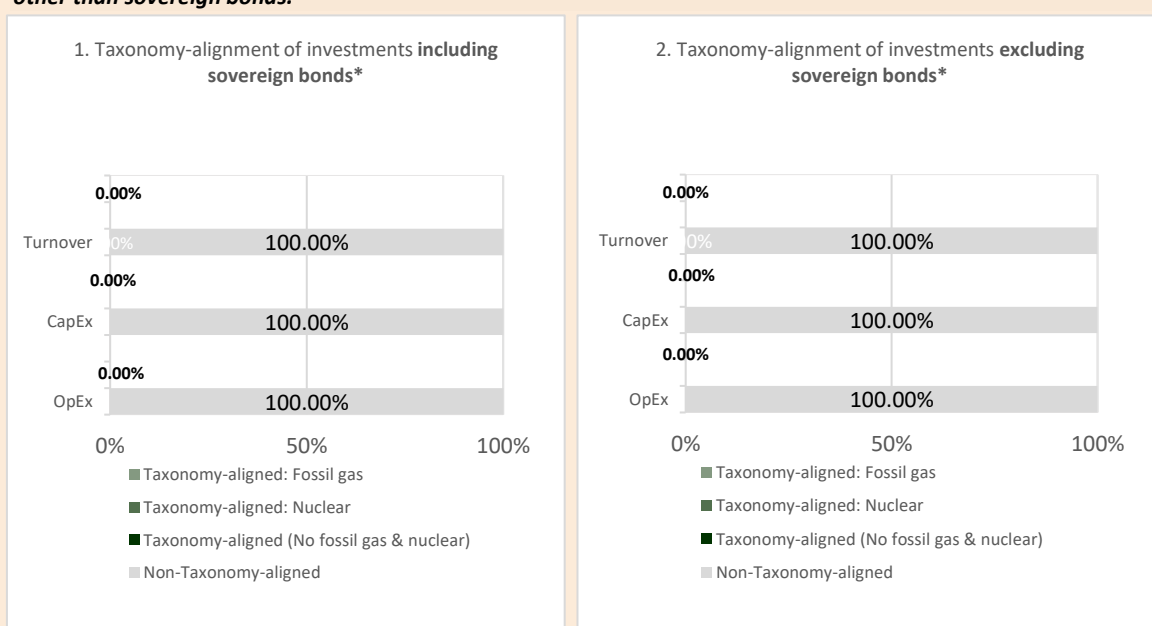 other than sovereign bonds.
1. Taxonomy-alignment of investments including
sovereign bonds*
0.00%
Turnover 0% 100.00%
0.00%
CapEx 100.00%
0.00%
OpEx 100.00%
0% 50% 100%
Taxonomy-aligned: Fossil gas
Taxonomy-aligned: Nuclear
Taxonomy-aligned (No fossil gas & nuclear)
Non-Taxonomy-aligned
2. Taxonomy-alignment of investments excluding
sovereign bonds*
0.00%
Turnover 0% 100.00%
0.00%
CapEx 100.00%
0.00%
OpEx 100.00%
0% 50% 100%
Taxonomy-aligned: Fossil gas
Taxonomy-aligned: Nuclear
Taxonomy-aligned (No fossil gas & nuclear)
Non-Taxonomy-aligned